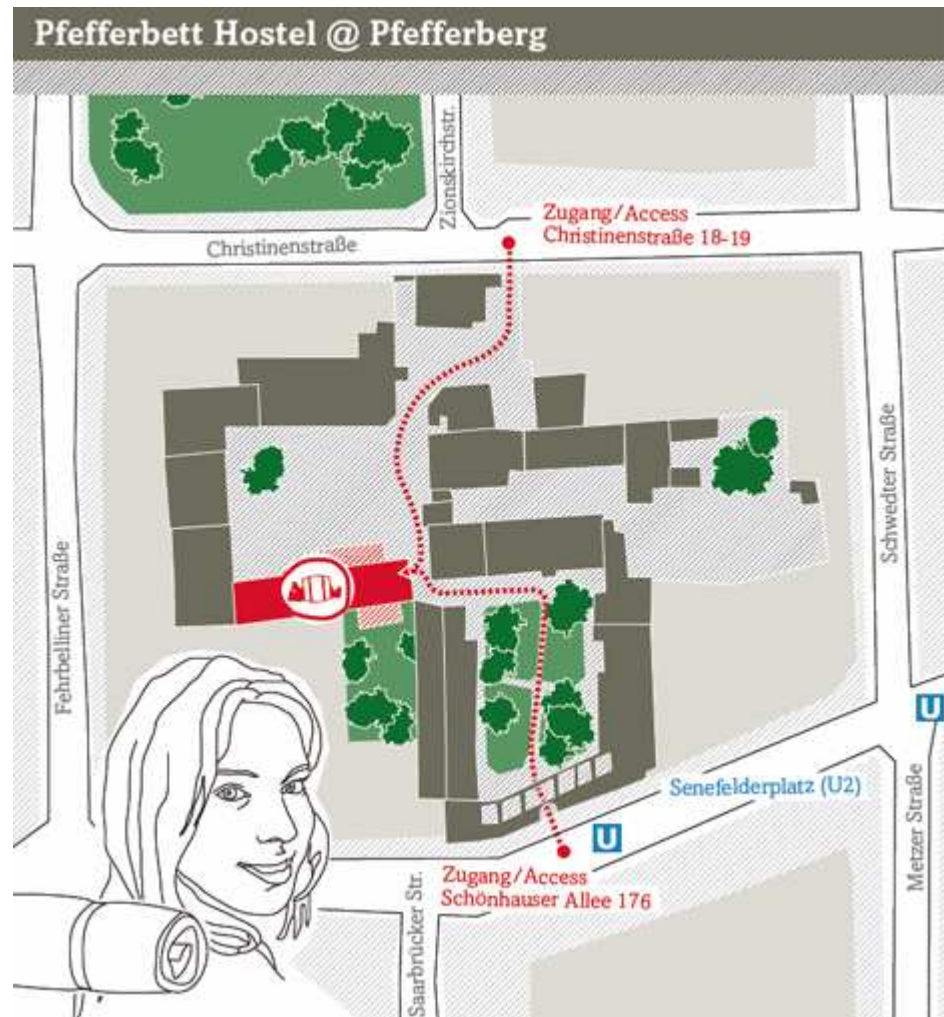 Pfefferbett Hostel @ Pfefferberg
Zionskirchstr.
Zugang/Access
Christinenstraße 18-19
Christinenstraße
Schwedter Straße
Fehrbelliner Straße
U
Senefelderplatz (U2)
U
Metzer Straße
Zugang/Access
Schönhauser Allee 176
Saarbrücker Str.